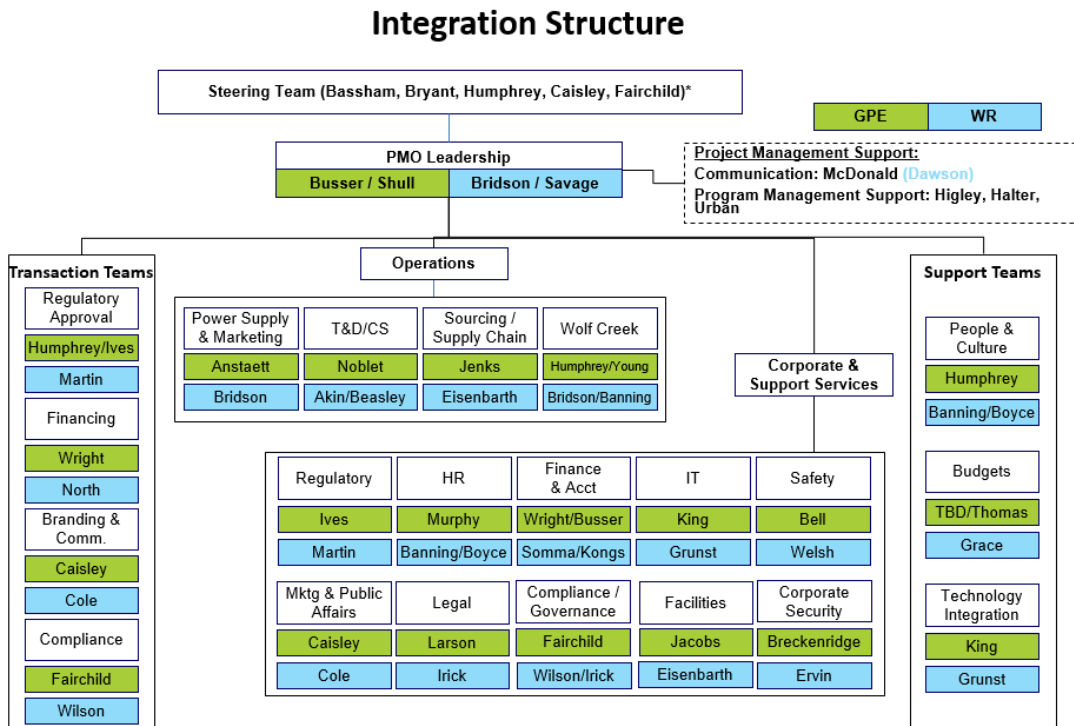 Integration Structure
Steering Team (Bassham, Bryant, Humphrey, Caisley, Fairchild)*
GPE
WR
PMO Leadership
Busser / Shull
Bridson / Savage
Project Management Support:
Communication: McDonald (Dawson)
Program Management Support: Higley, Halter,
Urban
Transaction Teams
Regulatory
Approval
Humphrey/Ives
Martin
Financing
Wright
North
Branding &
Comm.
Caisley
Cole
Compliance
Fairchild
Wilson
Operations
Power Supply
& Marketing
Anstaett
Bridson
T&D/CS
Noblet
Akin/Beasley
Sourcing /
Supply Chain
Jenks
Eisenbarth
Wolf Creek
Humphrey/Young
Bridson/Banning
Corporate &
Support Services
Regulatory
Ives
Martin
HR
Murphy
Banning/Boyce
Finance
& Acct
Wright/Busser
Somma/Kongs
IT
King
Grunst
Safety
Bell
Welsh
Mktg & Public
Affairs
Caisley
Cole
Legal
Larson
Irick
Compliance /
Governance
Fairchild
Wilson/Irick
Facilities
Jacobs
Eisenbarth
Corporate
Security
Breckenridge
Ervin
Support Teams
People &
Culture
Humphrey
Banning/Boyce
Budgets
TBD/Thomas
Grace
Technology
Integration
King
Grunst